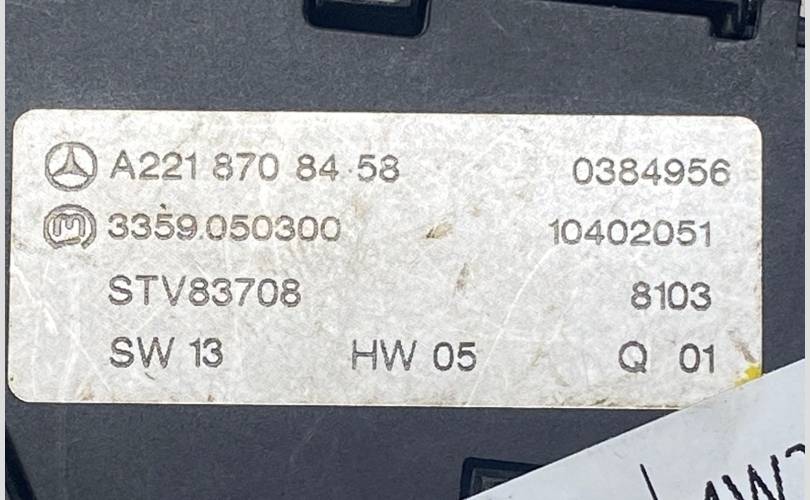 A221 870 84 58 0384956
3359.050300 10402051
STV83708 8103
SW 13 HW 05 Q 01